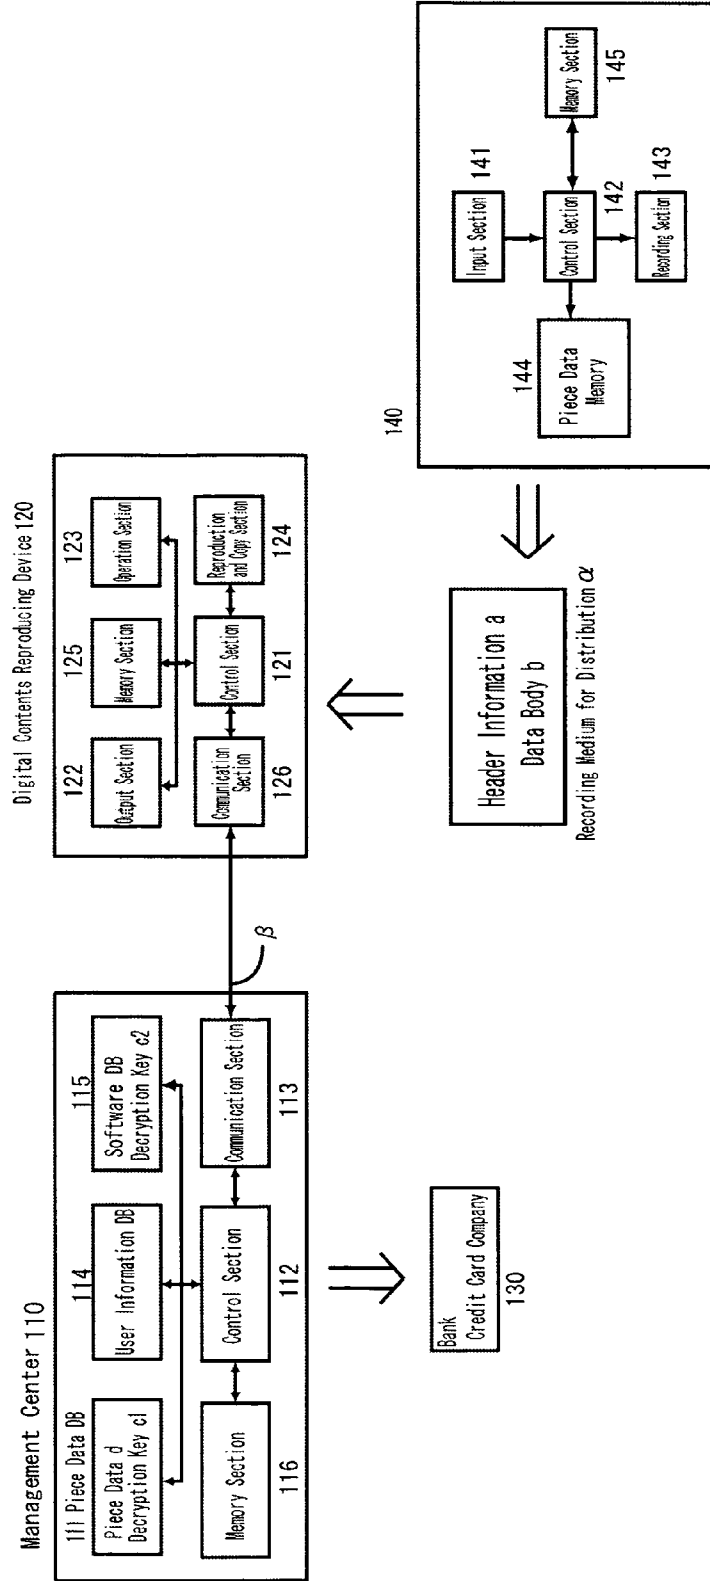 Management Center 110
111 Piece Data DB
Piece Data d
Decryption Key c1
114
User Information DB
115
Software DB
Decryption Key c2
Memory Section
116
Control Section
112
Communication Section
113
Bank
Credit Card Company
130
β
Digital Contents Reproducing Device 120
122
Output Section
125
Memory Section
123
Operation Section
Communication
Section
126
Control Section
121
Reproduction
and Copy Section
124
Header Information a
Data Body b
Recording Medium for Distribution α
140
144
Piece Data
Memory
Input Section
141
Control Section
142
Recording Section
143
Memory Section
145